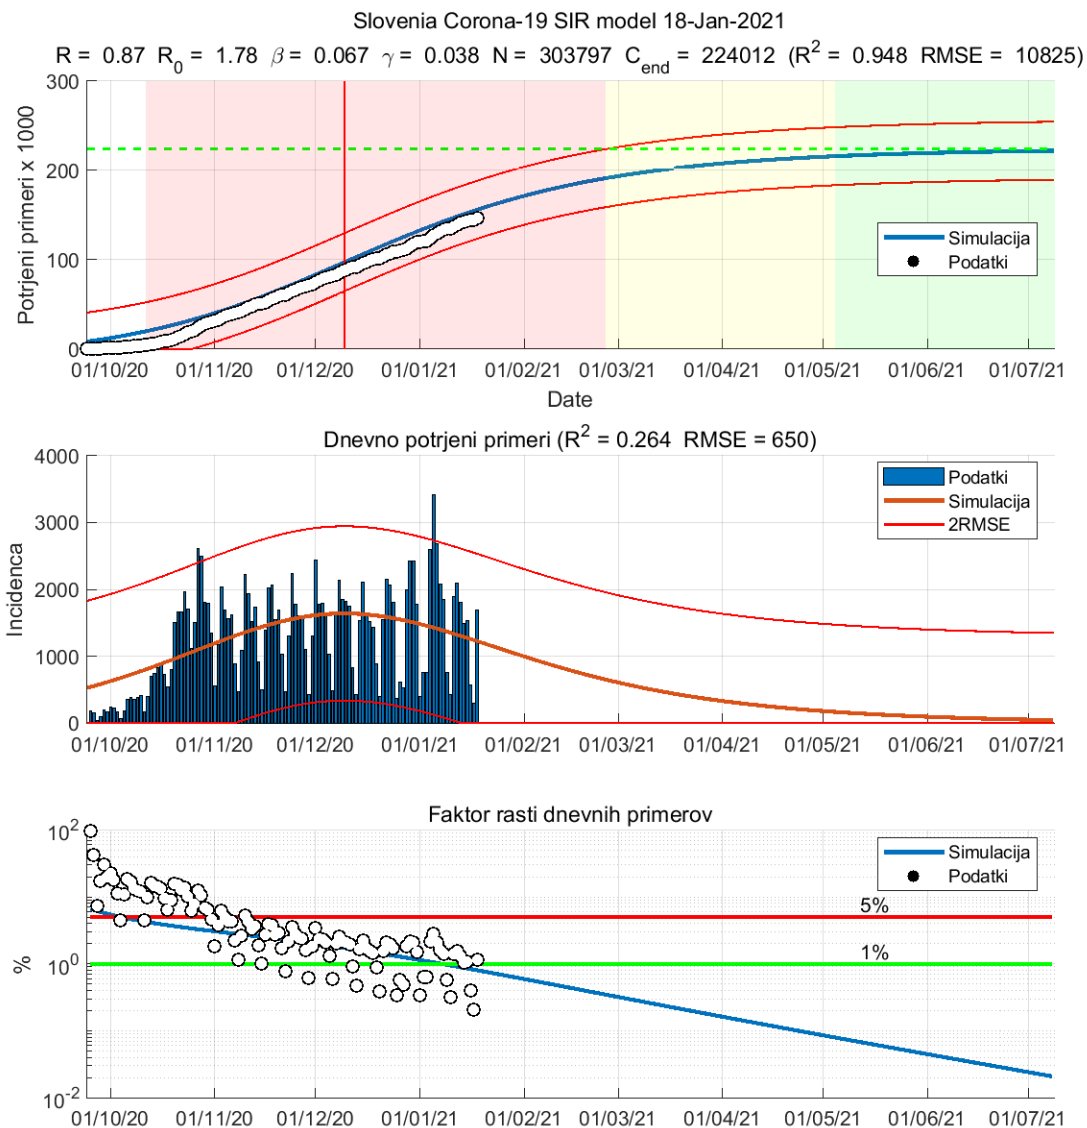 Slovenia Corona-19 SIR model 18-Jan-2021
R = 0.87 R0 = 1.78 β = 0.067 γ = 0.038 N = 303797 Cend = 224012 (R2 = 0.948 RMSE = 10825)
300
200
100
0
Potrjeni primeri x 1000
Simulacija
Podatki
01/10/20 01/11/20 01/12/20 01/01/21 01/02/21 01/03/21 01/04/21 01/05/21 01/06/21 01/07/21
Date
Dnevno potrjeni primeri (R2 = 0.264 RMSE = 650)
4000
3000
2000
1000
0
Incidenca
Podatki
Simulacija
2RMSE
01/10/20 01/11/20 01/12/20 01/01/21 01/02/21 01/03/21 01/04/21 01/05/21 01/06/21 01/07/21
Faktor rasti dnevnih primerov
102
100
10-2
%
Simulacija
Podatki
5%
1%
01/10/20 01/11/20 01/12/20 01/01/21 01/02/21 01/03/21 01/04/21 01/05/21 01/06/21 01/07/21